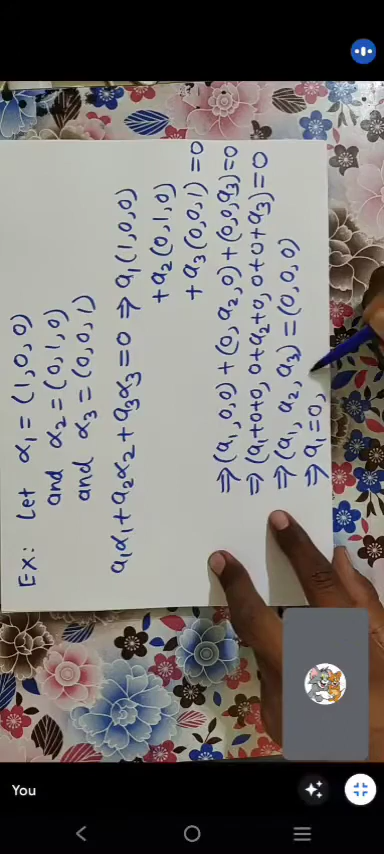 Ex: Let α1 = (1, 0, 0)
and α2 = (0, 1, 0)
and α3 = (0, 0, 1)
a1α1 + a2α2 + a3α3 = 0 ⇒ a1(1, 0, 0)
+ a2(0, 1, 0)
+ a3(0, 0, 1) = 0
⇒ (a1, 0, 0) + (0, a2, 0) + (0, 0, a3) = 0
⇒ (a1+0+0, 0+a2+0, 0+0+a3) = 0
⇒ (a1, a2, a3) = (0, 0, 0)
⇒ a1 = 0,
You